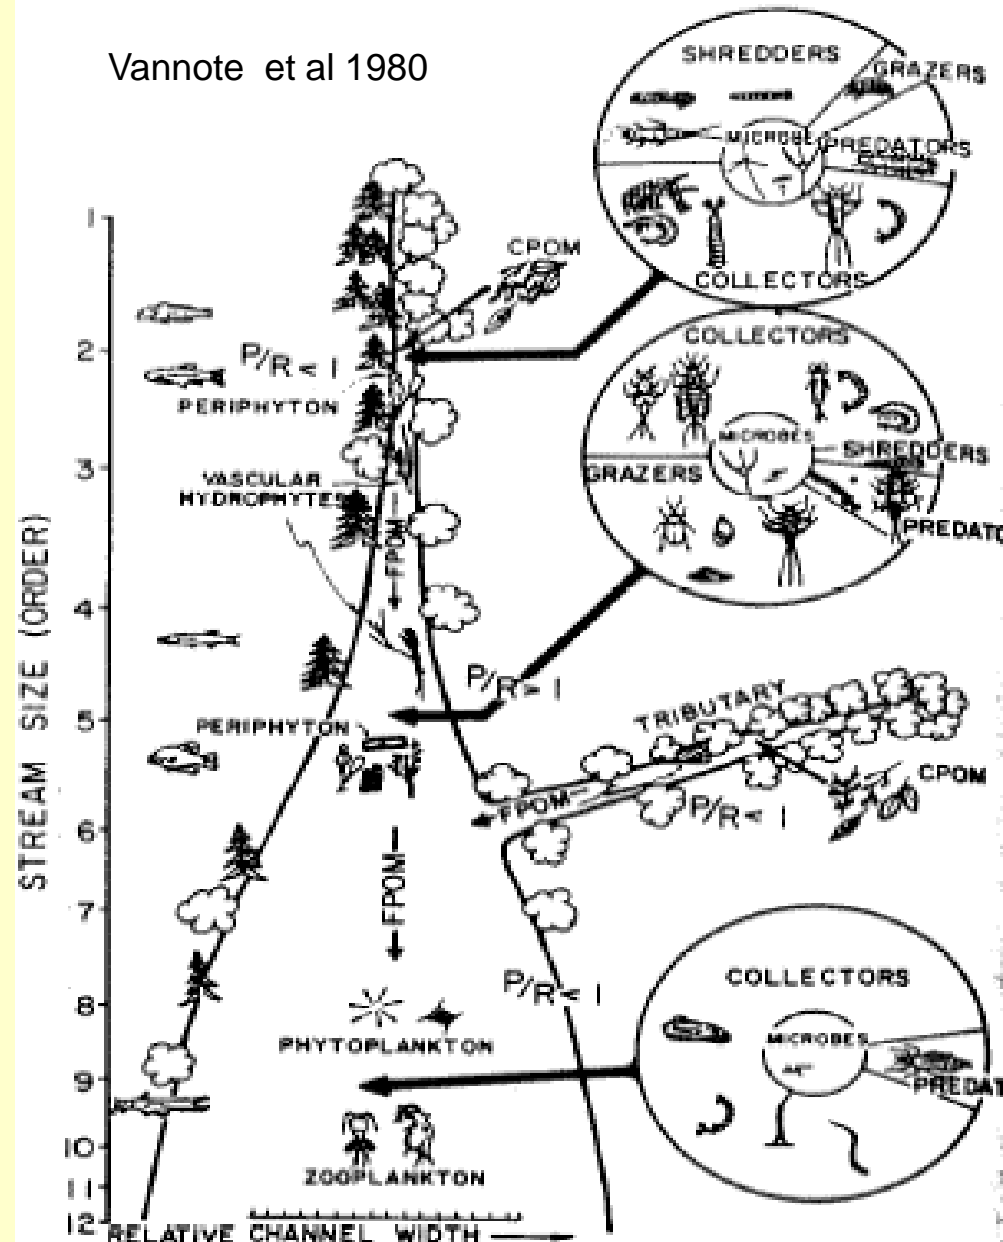 Vannote et al 1980
SHREDDERS
GRAZERS
MICROBES
PREDATORS
COLLECTORS
1
CPOM
2
P/R < 1
PERIPHYTON
COLLECTORS
MICROBES
SHREDDERS
GRAZERS
PREDATO
3
VASCULAR
HYDROPHYTES
FPOM
4
P/R > 1
5
PERIPHYTON
TRIBUTARY
CPOM
FPOM
P/R < 1
6
FPOM
7
P/R < 1
COLLECTORS
MICROBES
PREDAT
8
PHYTOPLANKTON
9
10
ZOOPLANKTON
11
12
STREAM SIZE (ORDER)
RELATIVE CHANNEL WIDTH